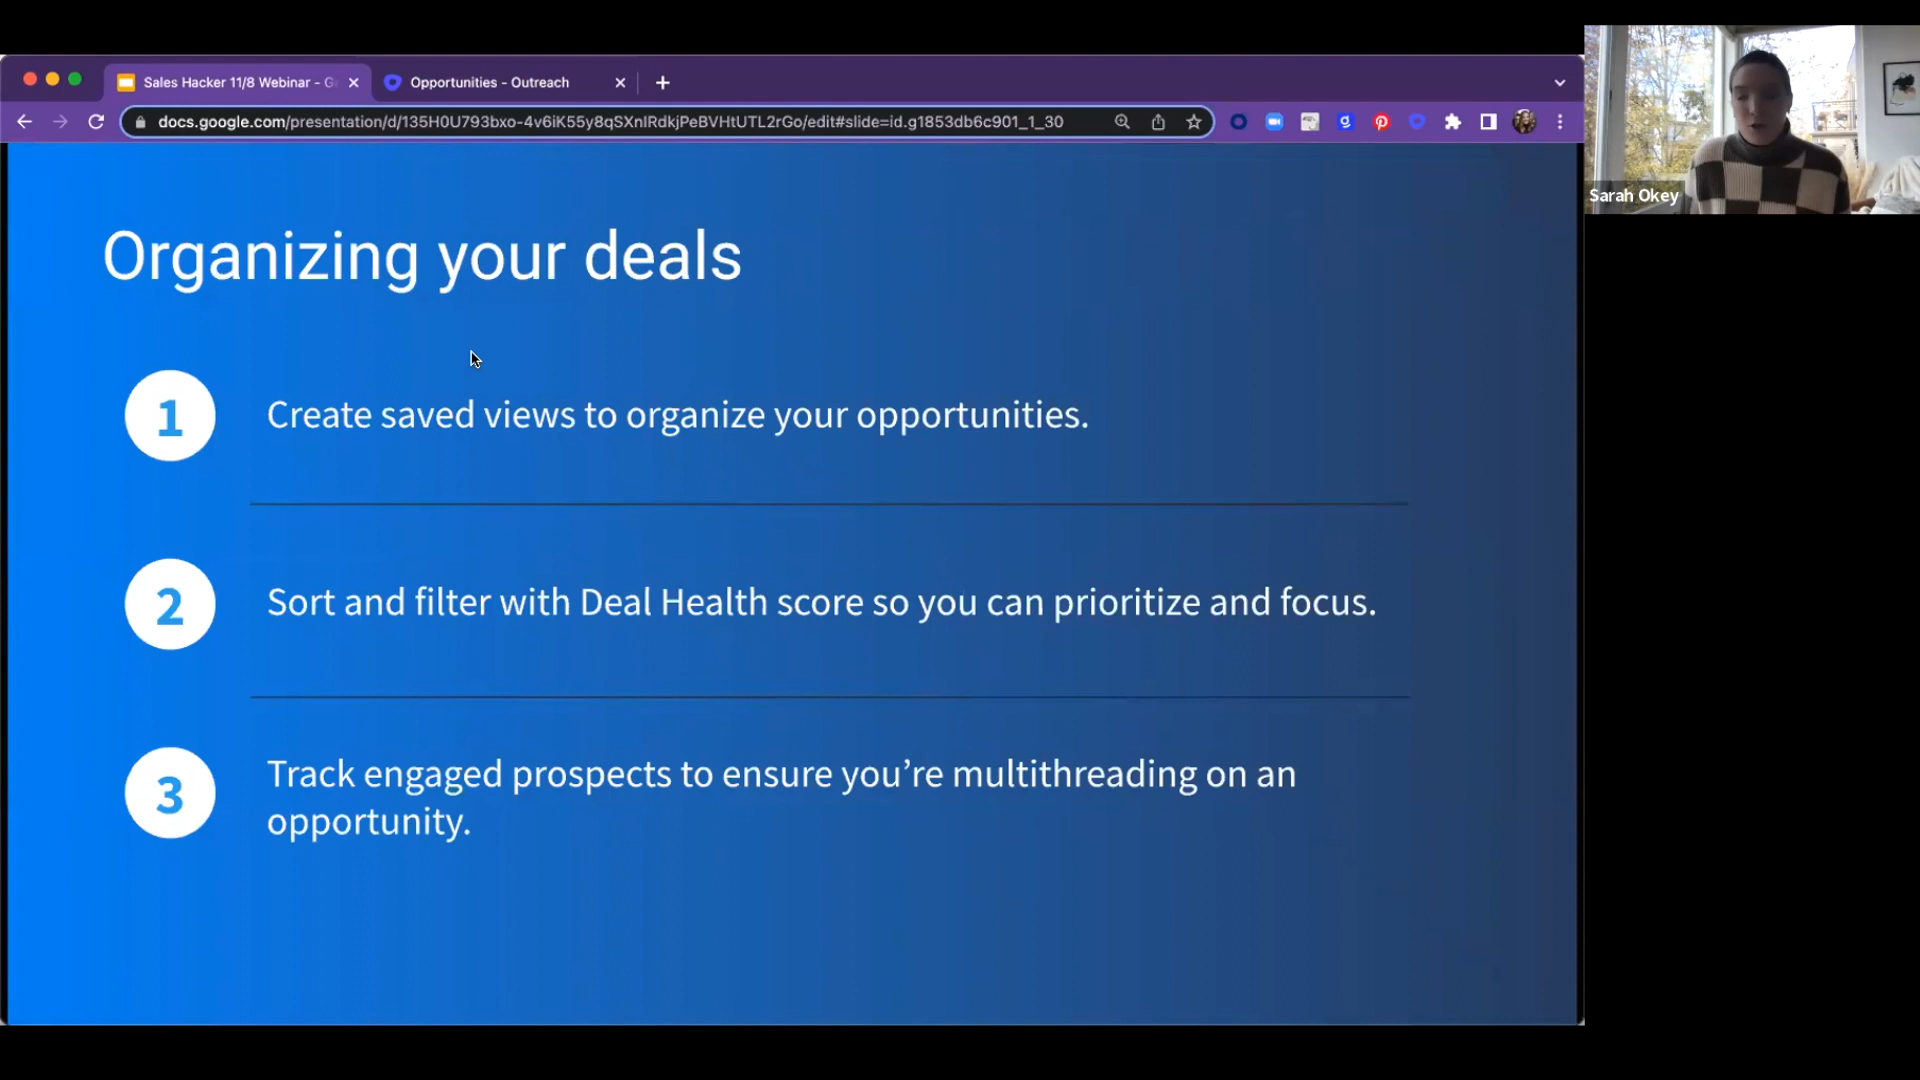 Sales Hacker 11/8 Webinar - G
Opportunities - Outreach
docs.google.com/presentation/d/135H0U793bxo-4v6iK55y8qSXnIRdkjPeBVHtUTL2rGo/edit#slide=id.g1853db6c901_1_30
Sarah Okey
Organizing your deals
1
Create saved views to organize your opportunities.
2
Sort and filter with Deal Health score so you can prioritize and focus.
3
Track engaged prospects to ensure you’re multithreading on an
opportunity.